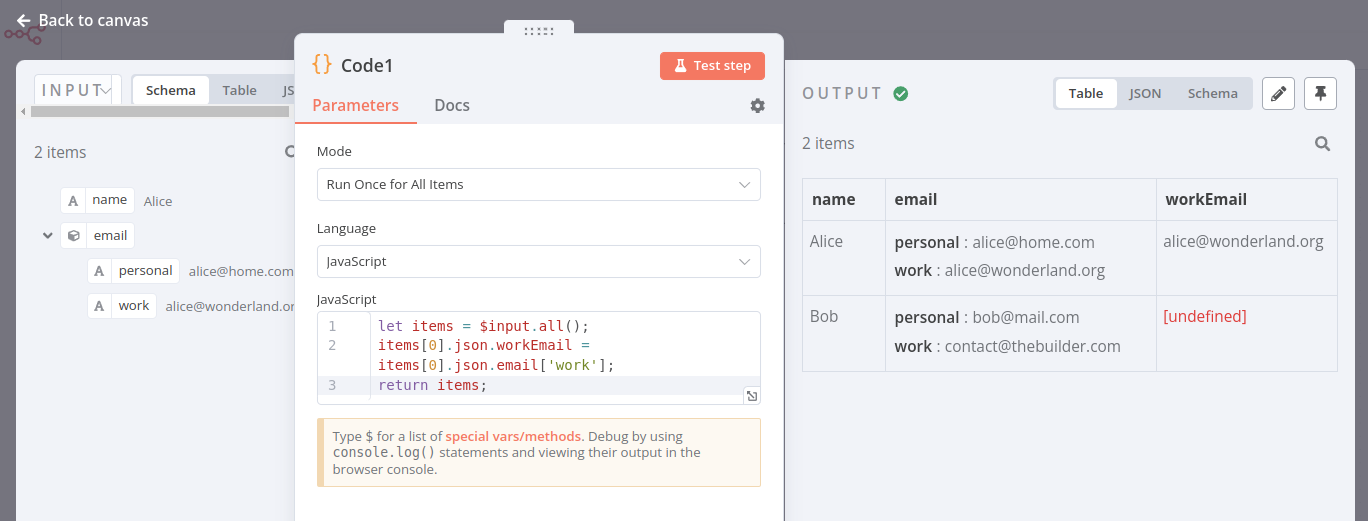 Back to canvas
INPUT
Schema
Table
JS
2 items
A name Alice
email
A personal alice@home.com
A work alice@wonderland.or
{} Code1
Test step
Parameters
Docs
Mode
Run Once for All Items
Language
JavaScript
JavaScript
1 let items = $input.all();
2 items[0].json.workEmail =
items[0].json.email['work'];
3 return items;
Type $ for a list of special vars/methods. Debug by using
console.log() statements and viewing their output in the
browser console.
OUTPUT
Table
JSON
Schema
2 items
name email workEmail
Alice personal : alice@home.com alice@wonderland.org
work : alice@wonderland.org
Bob personal : bob@mail.com [undefined]
work : contact@thebuilder.com